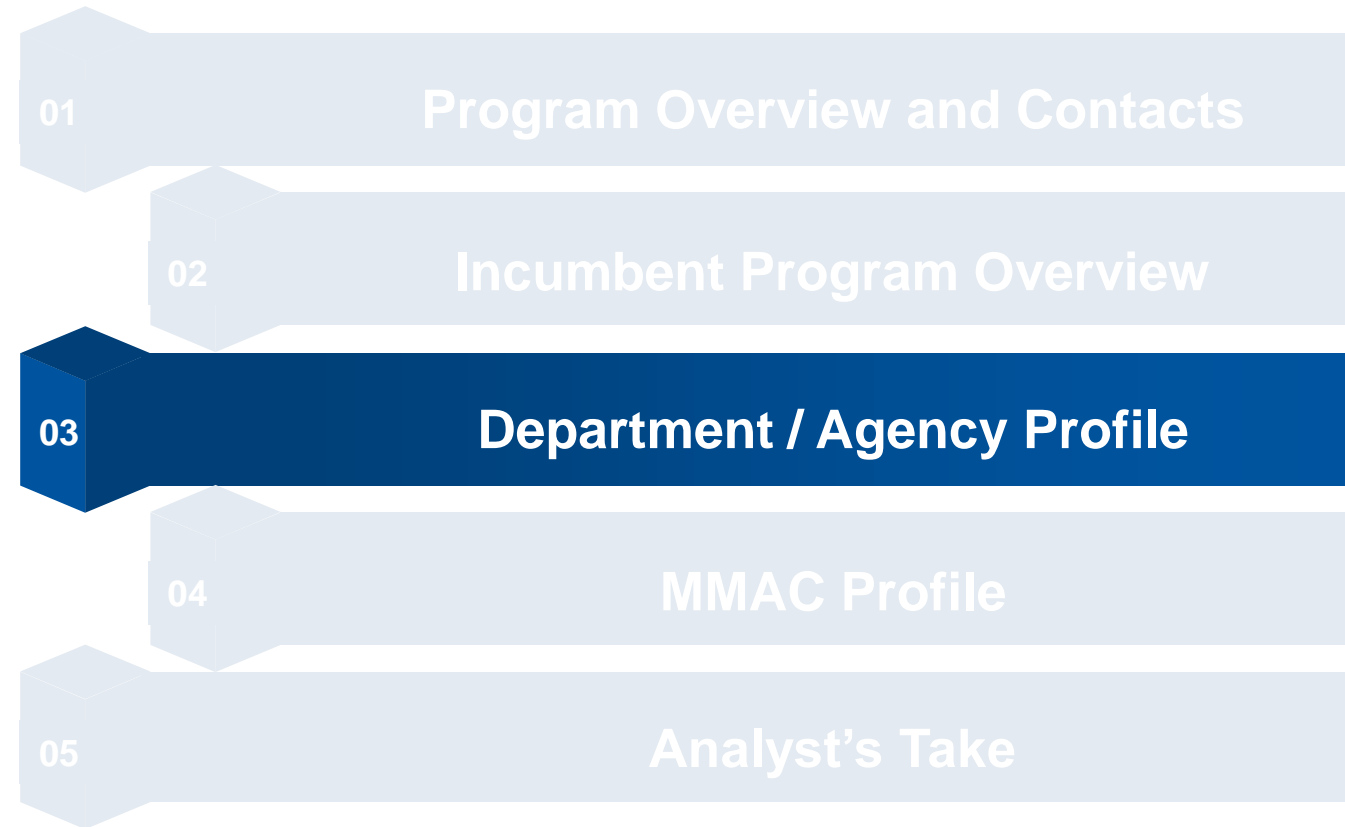 01
Program Overview and Contacts
02
Incumbent Program Overview
03
Department / Agency Profile
04
MMAC Profile
05
Analyst’s Take